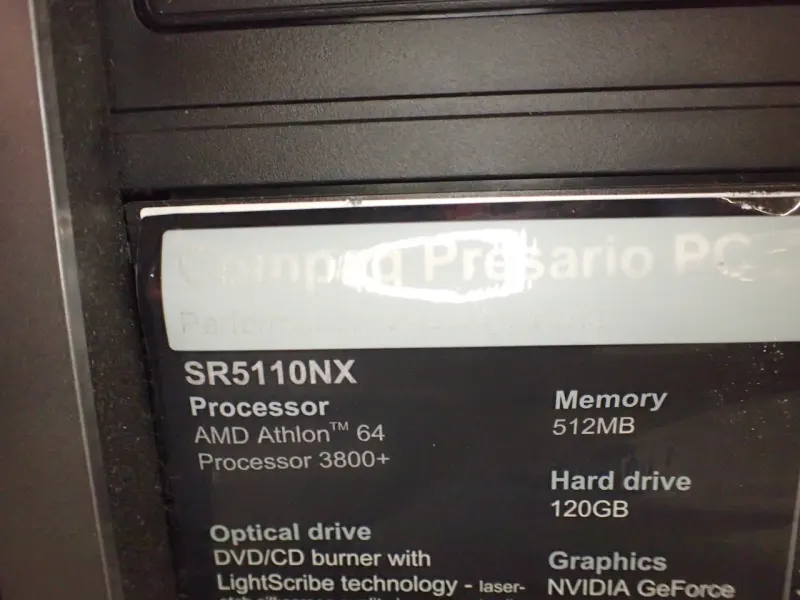 Compaq Presario PC
SR5110NX
Processor
AMD Athlon™ 64
Processor 3800+
Memory
512MB
Hard drive
120GB
Optical drive
DVD/CD burner with
LightScribe technology - laser-
Graphics
NVIDIA GeForce